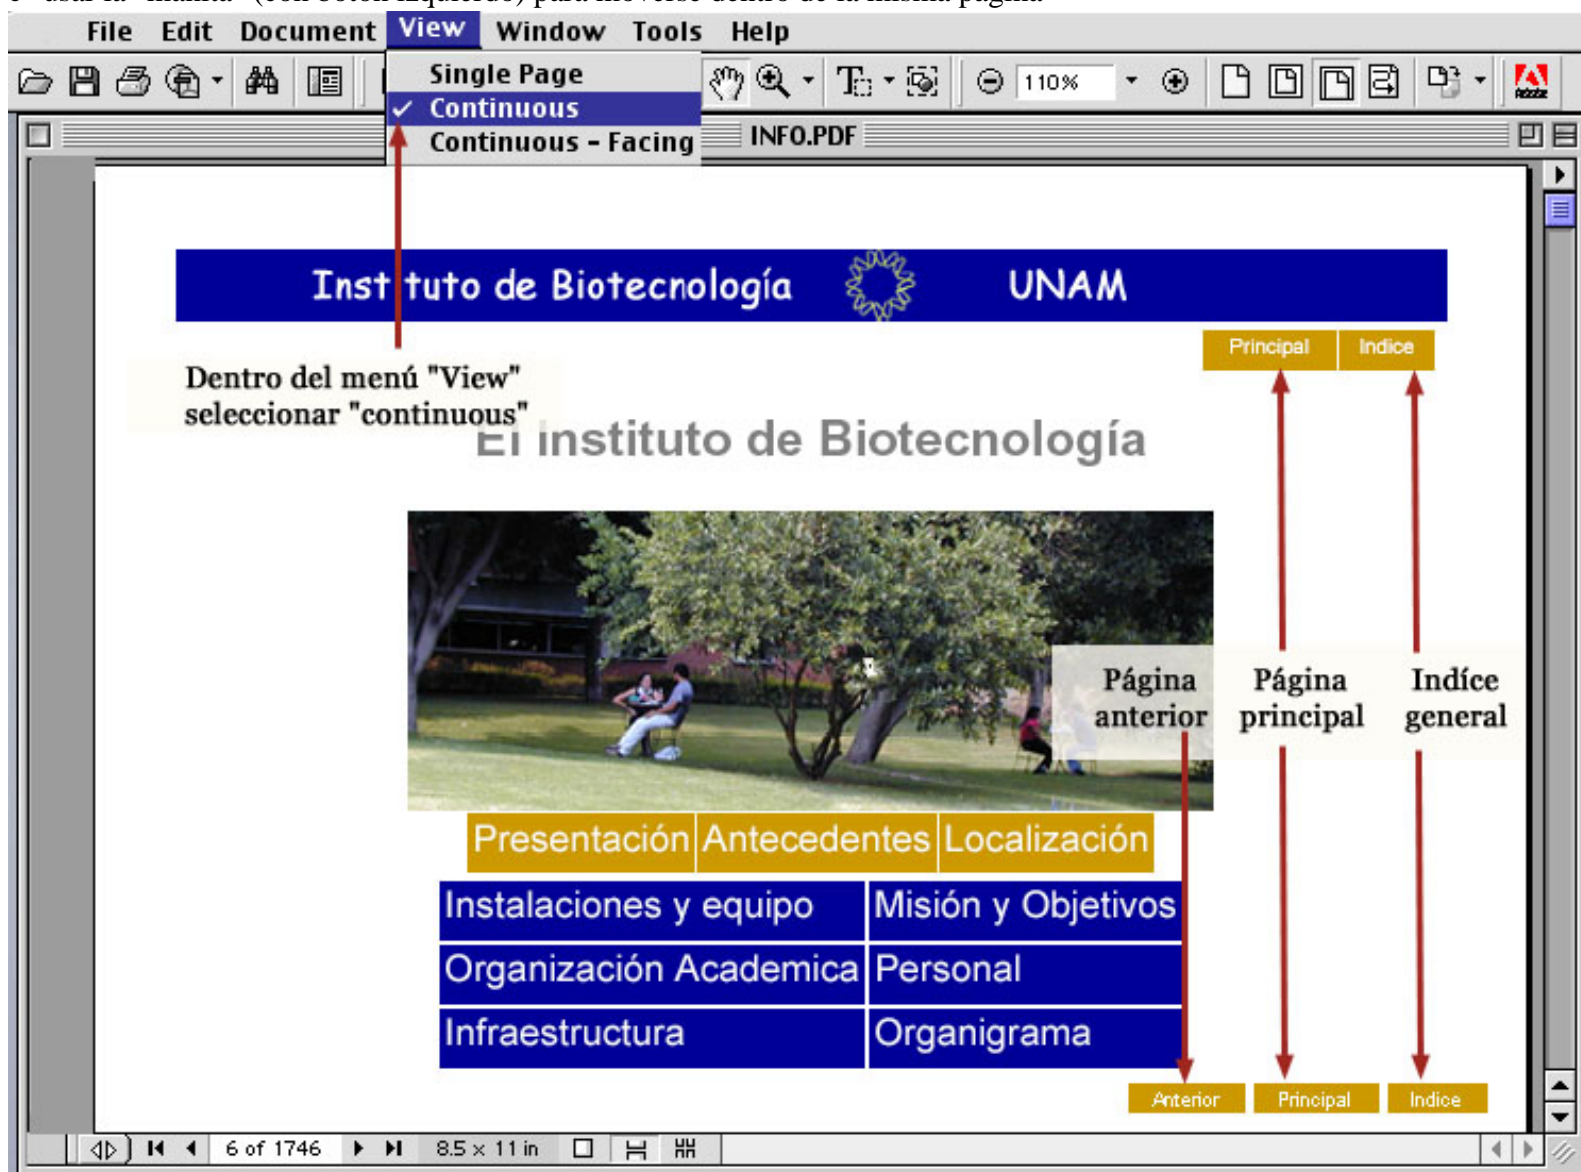 File Edit Document View Window Tools Help
Single Page
Continuous
Continuous - Facing
110%
Adobe
INFO.PDF
Instituto de Biotecnología UNAM
Principal Indice
Dentro del menú "View"
seleccionar "continuous"
El Instituto de Biotecnología
Página anterior
Página principal
Indíce general
Presentación Antecedentes Localización
Instalaciones y equipo Misión y Objetivos
Organización Academica Personal
Infraestructura Organigrama
Anterior Principal Indice
6 of 1746 8.5 x 11 in